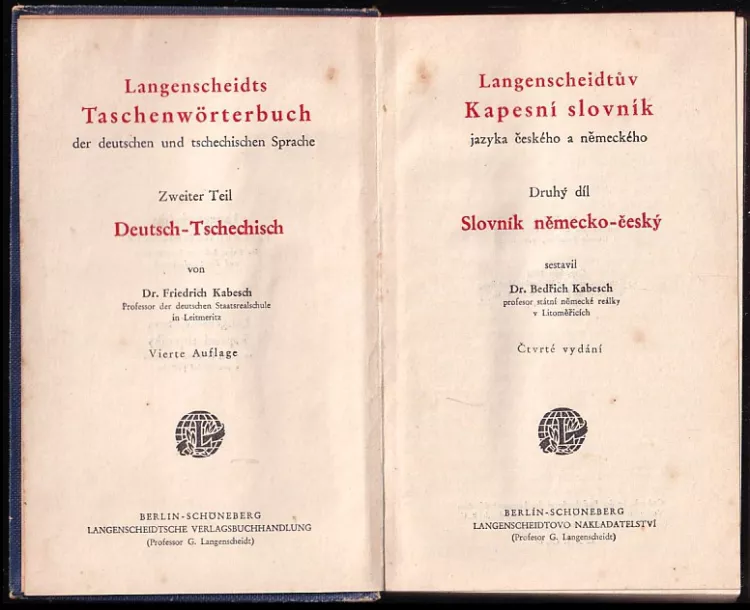 Langenscheidts
Taschenwörterbuch
der deutschen und tschechischen Sprache
Zweiter Teil
Deutsch-Tschechisch
von
Dr. Friedrich Kabesch
Professor der deutschen Staatsrealschule
in Leitmeritz
Vierte Auflage
L
BERLIN-SCHÖNEBERG
LANGENSCHEIDTSCHE VERLAGSBUCHHANDLUNG
(Professor G. Langenscheidt)
Langenscheidtův
Kapesní slovník
jazyka českého a německého
Druhý díl
Slovník německo-český
sestavil
Dr. Bedřich Kabesch
profesor státní německé reálky
v Litoměřicích
Čtvrté vydání
L
BERLÍN-SCHÖNEBERG
LANGENSCHEIDTOVO NAKLADATELSTVÍ
(Profesor G. Langenscheidt)